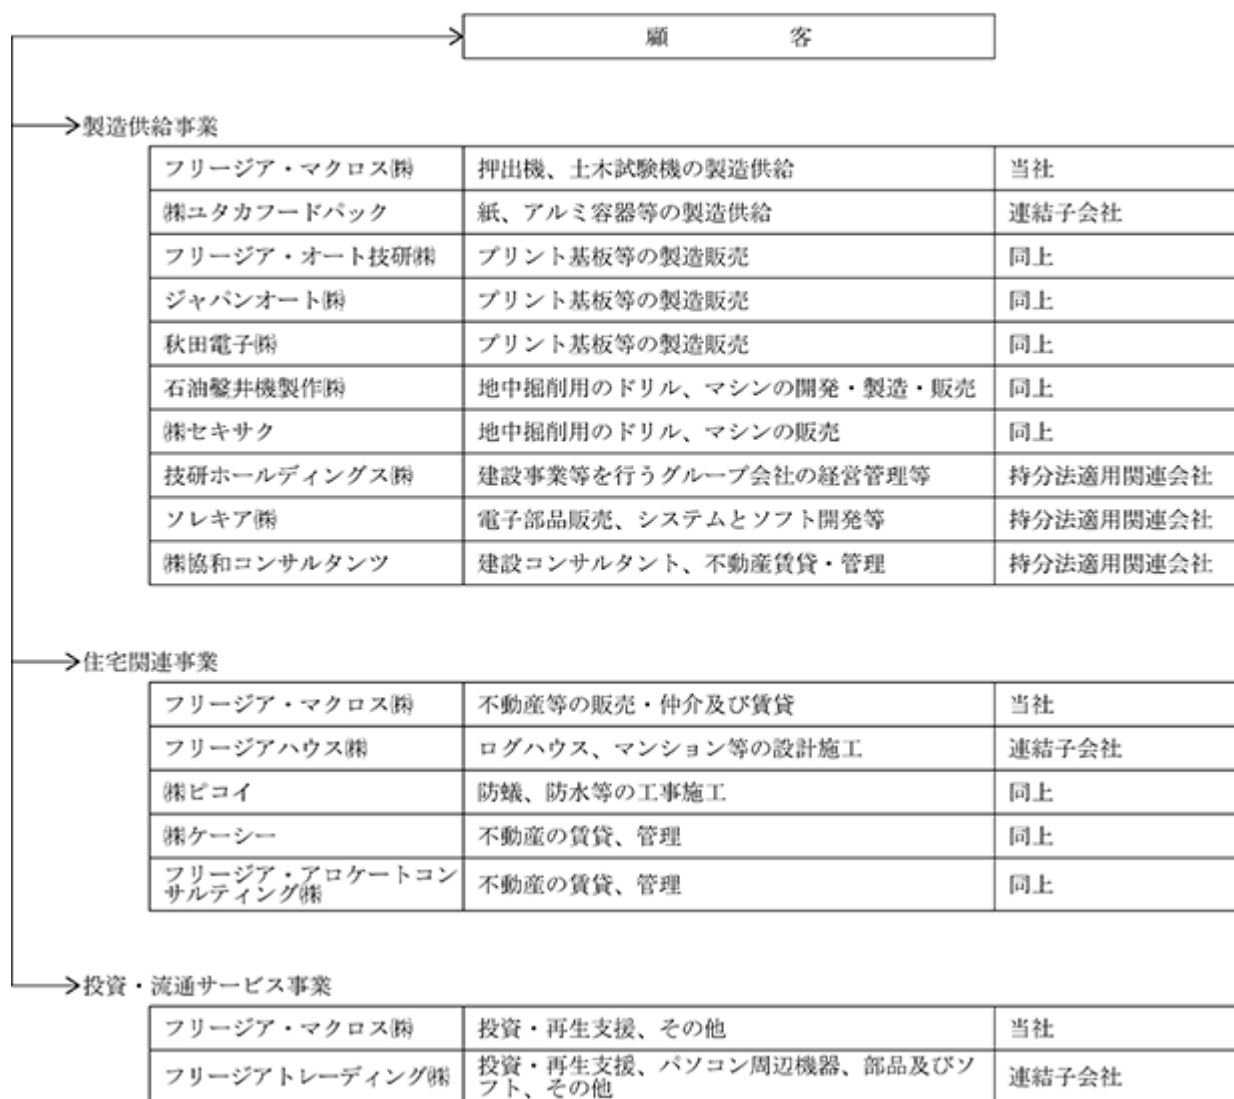 顧 客
製造供給事業
フリージア・マクロス㈱ 押出機、土木試験機の製造供給 当社
㈱ユタカフードパック 紙、アルミ容器等の製造供給 連結子会社
フリージア・オート技研㈱ プリント基板等の製造販売 同上
ジャパンオート㈱ プリント基板等の製造販売 同上
秋田電子㈱ プリント基板等の製造販売 同上
石油鑿井機製作㈱ 地中掘削用のドリル、マシンの開発・製造・販売 同上
㈱セキサク 地中掘削用のドリル、マシンの販売 同上
技研ホールディングス㈱ 建設事業等を行うグループ会社の経営管理等 持分法適用関連会社
ソレキア㈱ 電子部品販売、システムとソフト開発等 持分法適用関連会社
㈱協和コンサルタンツ 建設コンサルタント、不動産賃貸・管理 持分法適用関連会社
住宅関連事業
フリージア・マクロス㈱ 不動産等の販売・仲介及び賃貸 当社
フリージアハウス㈱ ログハウス、マンション等の設計施工 連結子会社
㈱ピコイ 防蟻、防水等の工事施工 同上
㈱ケーシー 不動産の賃貸、管理 同上
フリージア・アロケートコン
サルティング㈱ 不動産の賃貸、管理 同上
投資・流通サービス事業
フリージア・マクロス㈱ 投資・再生支援、その他 当社
フリージアトレーディング㈱ 投資・再生支援、パソコン周辺機器、部品及びソ
フト、その他 連結子会社